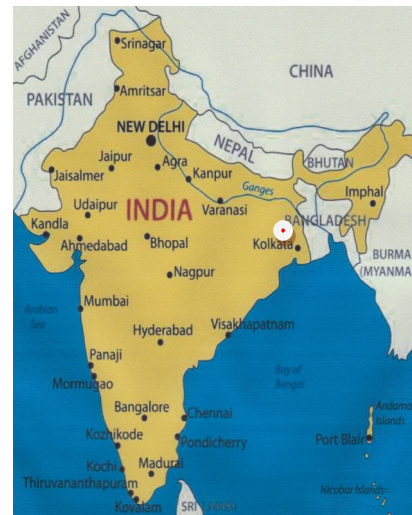 AFGHANISTAN
Srinagar
CHINA
PAKISTAN
Amritsar
NEW DELHI
NEPAL
BHUTAN
Jaipur
Agra
Kanpur
Jaisalmer
Ganges
Imphal
Udaipur
INDIA
Varanasi
BANGLADESH
Kandla
Ahmedabad
Bhopal
Kolkata
BURMA
(MYANMA
Nagpur
Arabian
Sea
Mumbai
Hyderabad
Visakhapatnam
Panaji
Bay of
Bengal
Mormugao
Bangalore
Chennai
Andama
Islands
Kozhikode
Pondicherry
Port Blair
Kochi
Madurai
Thiruvananthapuram
Nicobar Islands
Kovalam
SRI LANKA